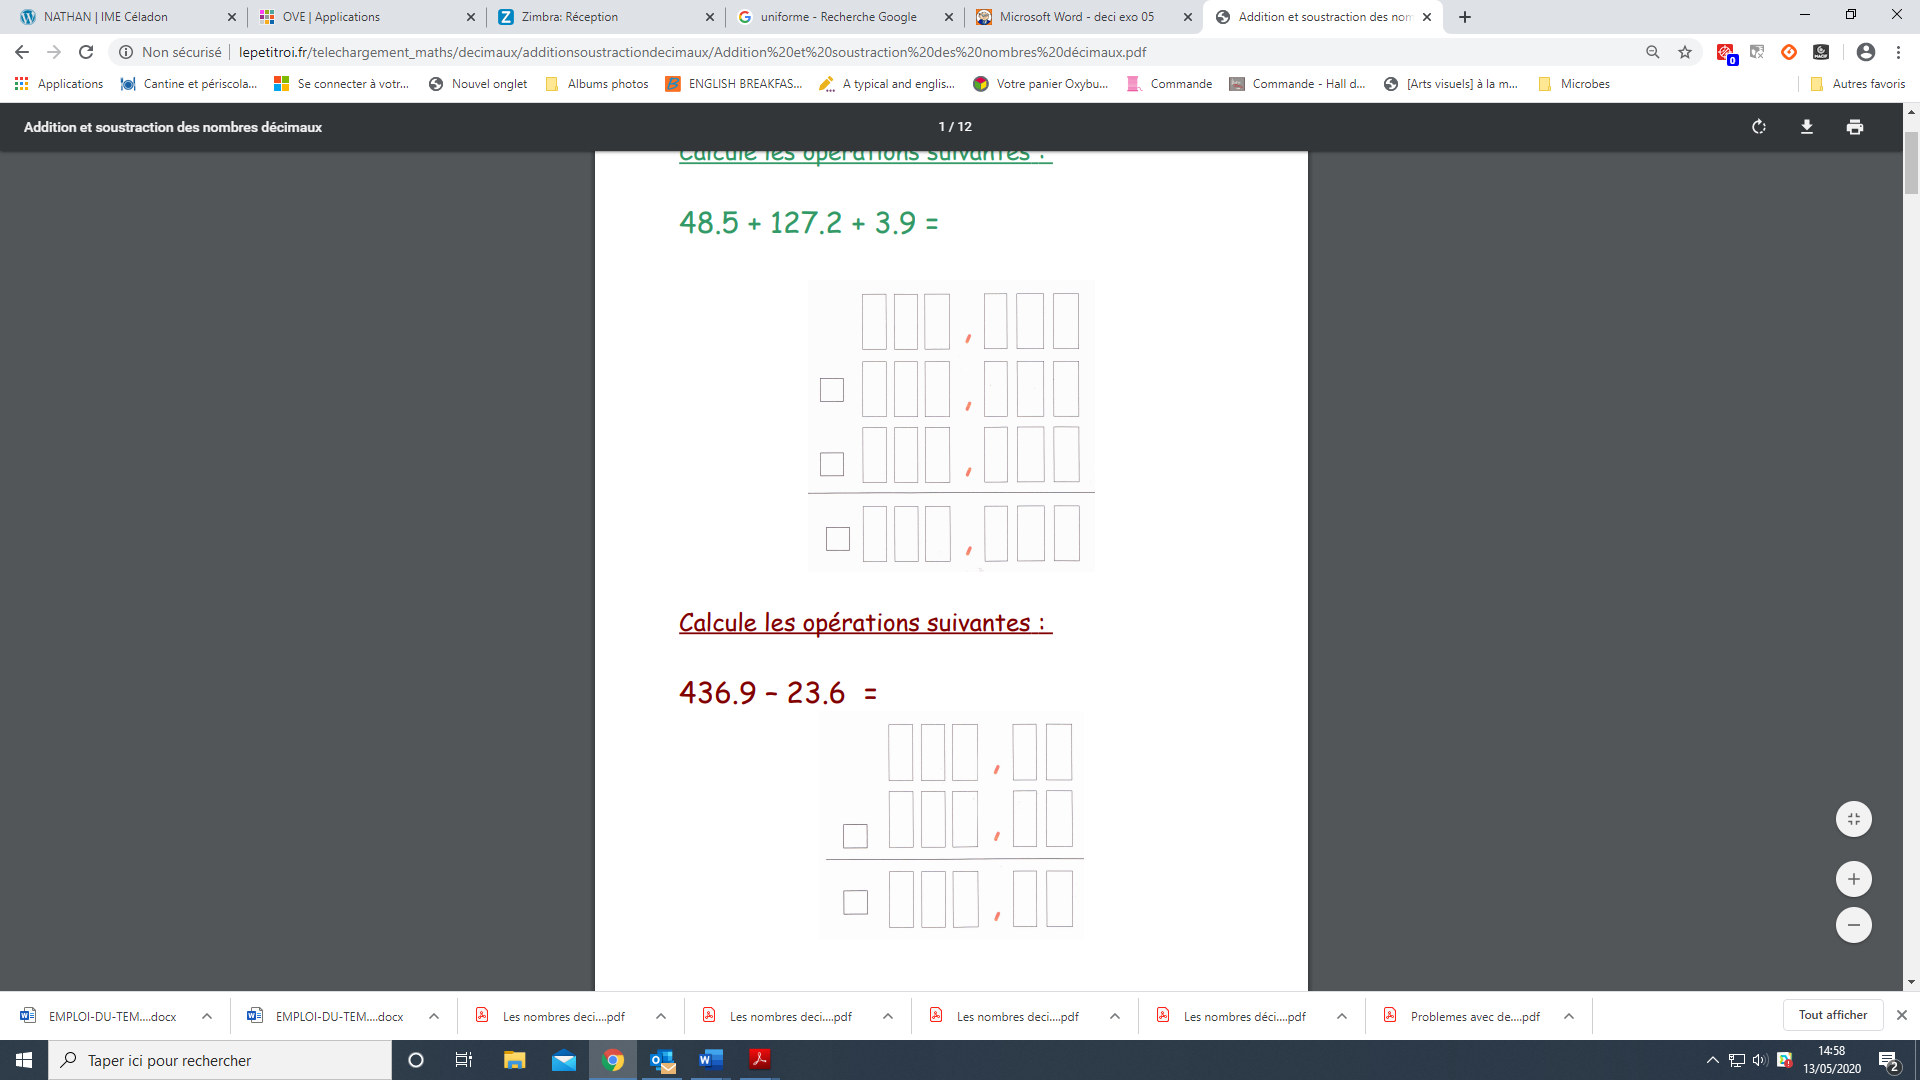 NATHAN | IME Céladon
OVE | Applications
Zimbra: Réception
uniforme - Recherche Google
Microsoft Word - deci exo 05
Addition et soustraction des nom
Non sécurisé | lepetitroi.fr/telechargement_maths/decimaux/additionsoustractiondecimaux/Addition%20et%20soustraction%20des%20nombres%20décimaux.pdf
0
Applications
Cantine et périscola...
Se connecter à votr...
Nouvel onglet
Albums photos
ENGLISH BREAKFAS...
A typical and englis...
Votre panier Oxybu...
Commande
Commande - Hall d...
[Arts visuels] à la m...
Microbes
Autres favoris
Addition et soustraction des nombres décimaux
1 / 12
Calcule les opérations suivantes :
48.5 + 127.2 + 3.9 =
,
,
,
,
Calcule les opérations suivantes :
436.9 – 23.6 =
,
,
,
EMPLOI-DU-TEM....docx
EMPLOI-DU-TEM....docx
Les nombres deci....pdf
Les nombres deci....pdf
Les nombres deci....pdf
Les nombres déci....pdf
Problemes avec de....pdf
Tout afficher
Taper ici pour rechercher
14:58
13/05/2020
2